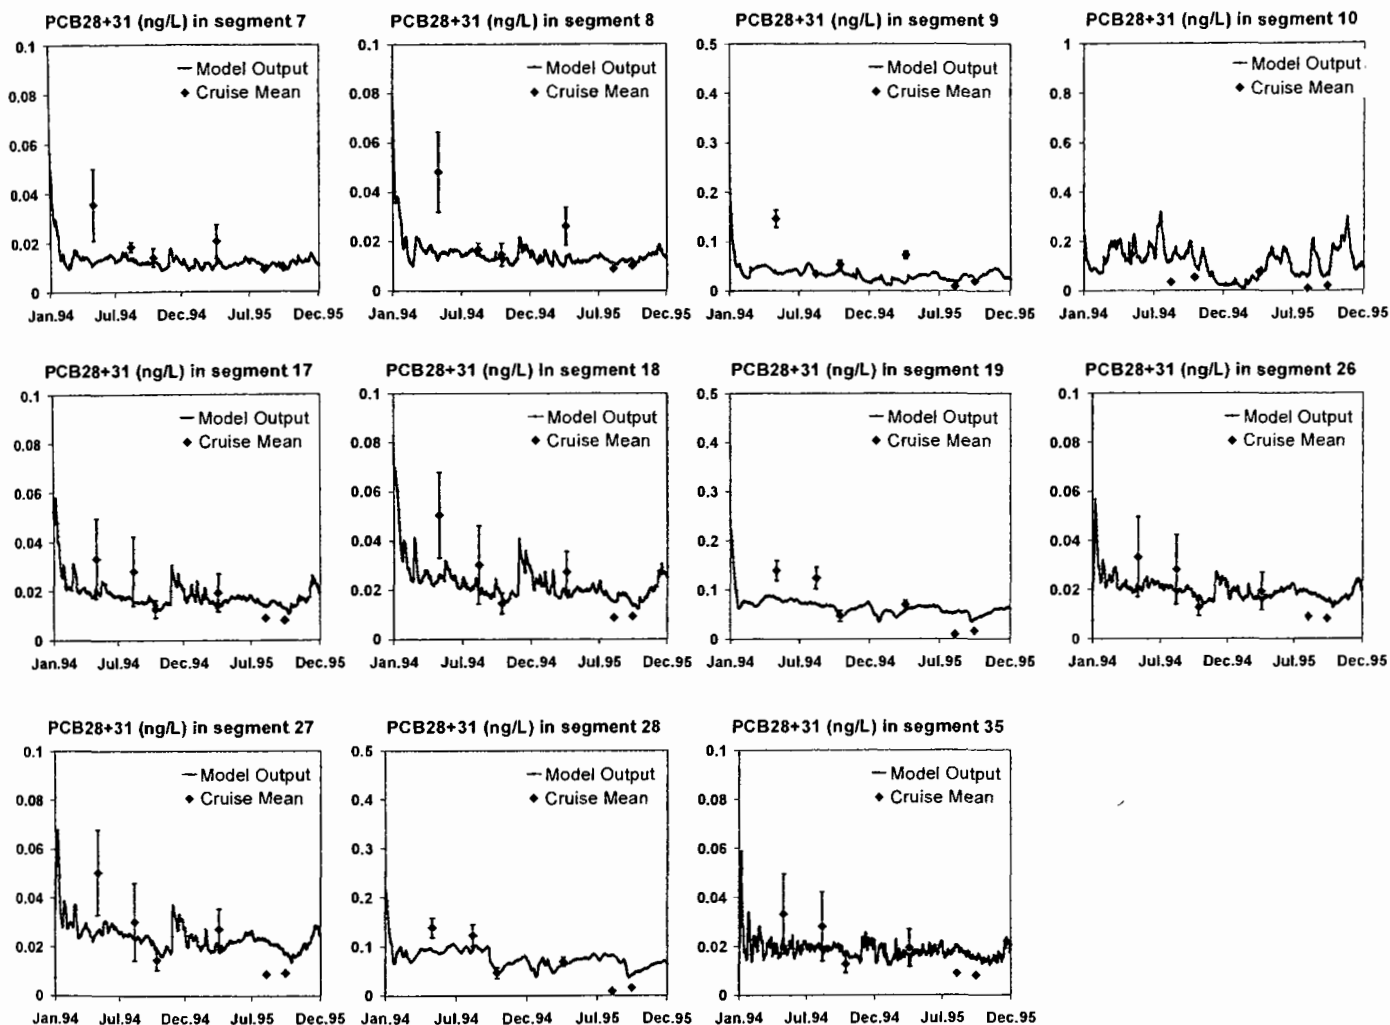 PCB28+31 (ng/L) in segment 7
0.1
0.08
0.06
0.04
0.02
0
Model Output
Cruise Mean
Jan.94 Jul.94 Dec.94 Jul.95 Dec.95
PCB28+31 (ng/L) in segment 8
0.1
0.08
0.06
0.04
0.02
0
Model Output
Cruise Mean
Jan.94 Jul.94 Dec.94 Jul.95 Dec.95
PCB28+31 (ng/L) in segment 9
0.5
0.4
0.3
0.2
0.1
0
Model Output
Cruise Mean
Jan.94 Jul.94 Dec.94 Jul.95 Dec.95
PCB28+31 (ng/L) in segment 10
1
0.8
0.6
0.4
0.2
0
Model Output
Cruise Mean
Jan.94 Jul.94 Dec.94 Jul.95 Dec.95
PCB28+31 (ng/L) in segment 17
0.1
0.08
0.06
0.04
0.02
0
Model Output
Cruise Mean
Jan.94 Jul.94 Dec.94 Jul.95 Dec.95
PCB28+31 (ng/L) in segment 18
0.1
0.08
0.06
0.04
0.02
0
Model Output
Cruise Mean
Jan.94 Jul.94 Dec.94 Jul.95 Dec.95
PCB28+31 (ng/L) in segment 19
0.5
0.4
0.3
0.2
0.1
0
Model Output
Cruise Mean
Jan.94 Jul.94 Dec.94 Jul.95 Dec.95
PCB28+31 (ng/L) in segment 26
0.1
0.08
0.06
0.04
0.02
0
Model Output
Cruise Mean
Jan.94 Jul.94 Dec.94 Jul.95 Dec.95
PCB28+31 (ng/L) in segment 27
0.1
0.08
0.06
0.04
0.02
0
Model Output
Cruise Mean
Jan.94 Jul.94 Dec.94 Jul.95 Dec.95
PCB28+31 (ng/L) in segment 28
0.5
0.4
0.3
0.2
0.1
0
Model Output
Cruise Mean
Jan.94 Jul.94 Dec.94 Jul.95 Dec.95
PCB28+31 (ng/L) in segment 35
0.1
0.08
0.06
0.04
0.02
0
Model Output
Cruise Mean
Jan.94 Jul.94 Dec.94 Jul.95 Dec.95